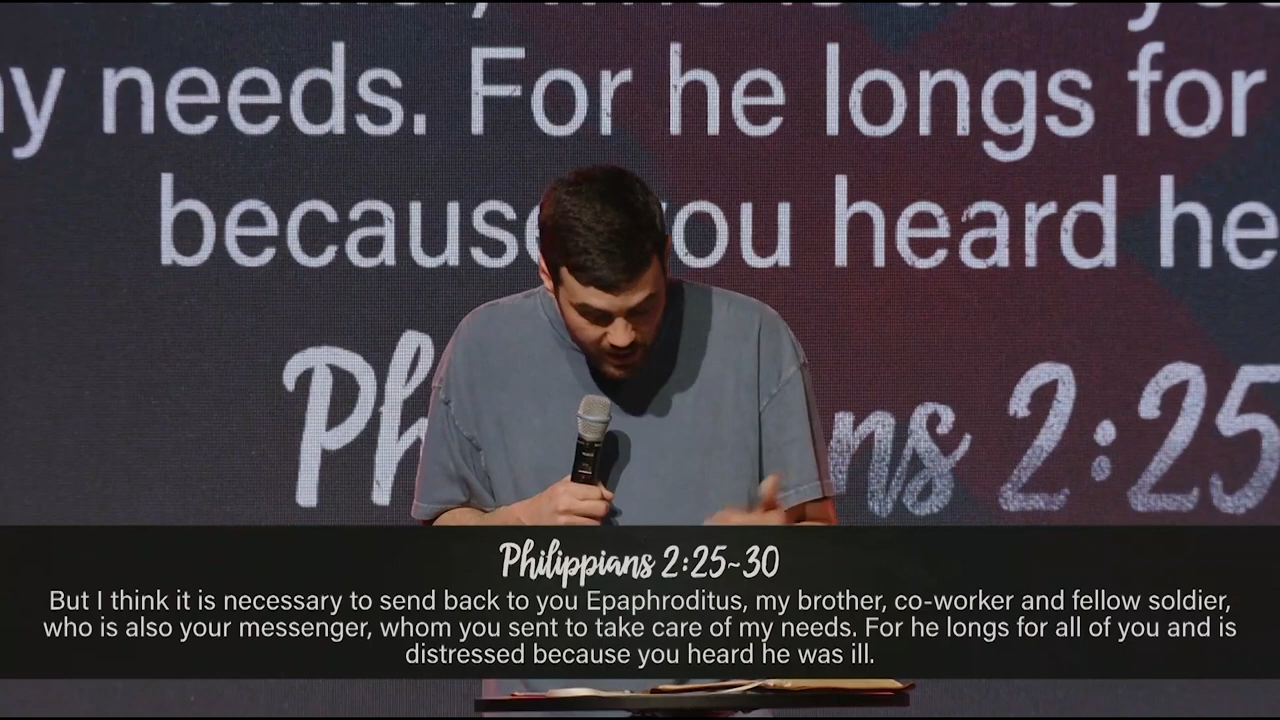 my needs. For he longs for
because you heard he
Philippians 2:25
Philippians 2:25~30
But I think it is necessary to send back to you Epaphroditus, my brother, co-worker and fellow soldier,
who is also your messenger, whom you sent to take care of my needs. For he longs for all of you and is
distressed because you heard he was ill.